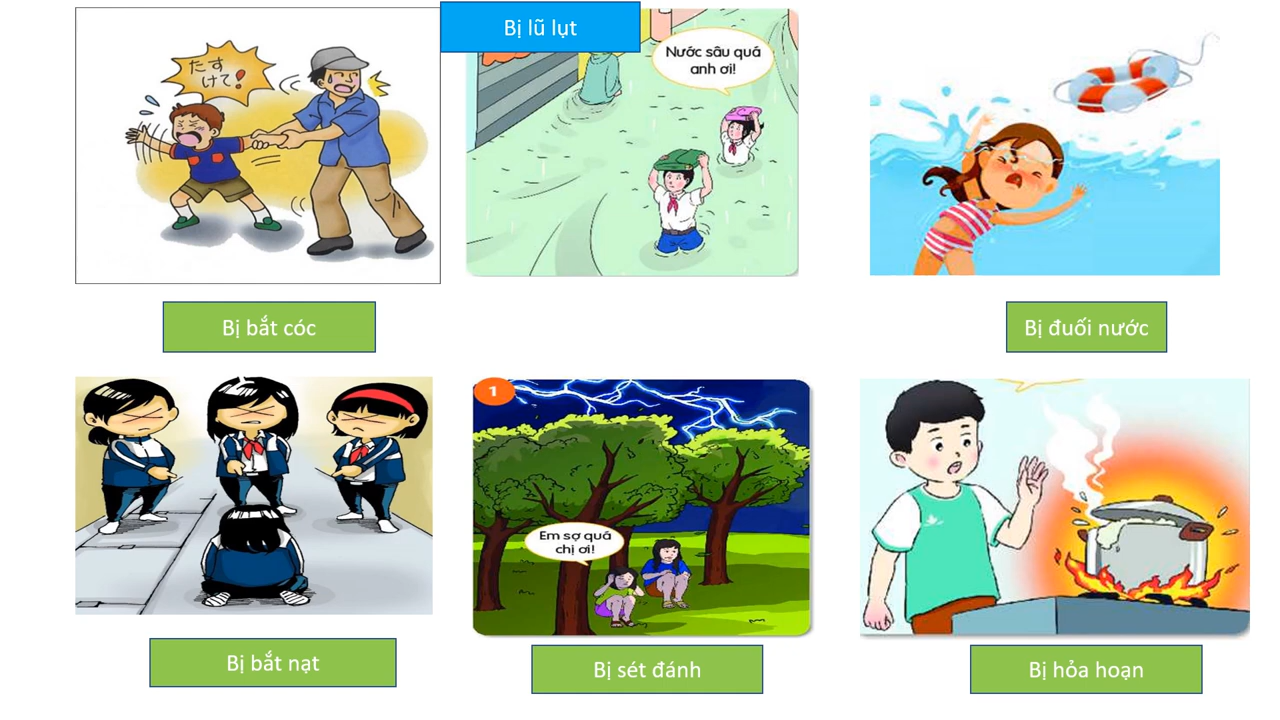 Bị lũ lụt
たす
けて!
Nước sâu quá
anh ơi!
Bị bắt cóc
Bị đuối nước
1
Em sợ quá
chị ơi!
Bị bắt nạt
Bị sét đánh
Bị hỏa hoạn